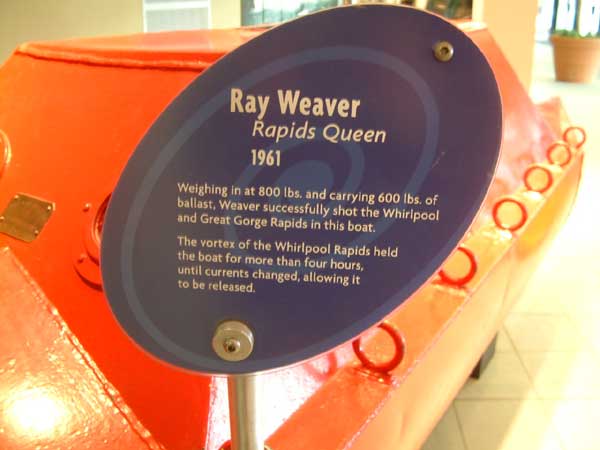 Ray Weaver
Rapids Queen
1961
Weighing in at 800 lbs. and carrying 600 lbs. of
ballast, Weaver successfully shot the Whirlpool
and Great Gorge Rapids in this boat.
The vortex of the Whirlpool Rapids held
the boat for more than four hours,
until currents changed, allowing it
to be released.